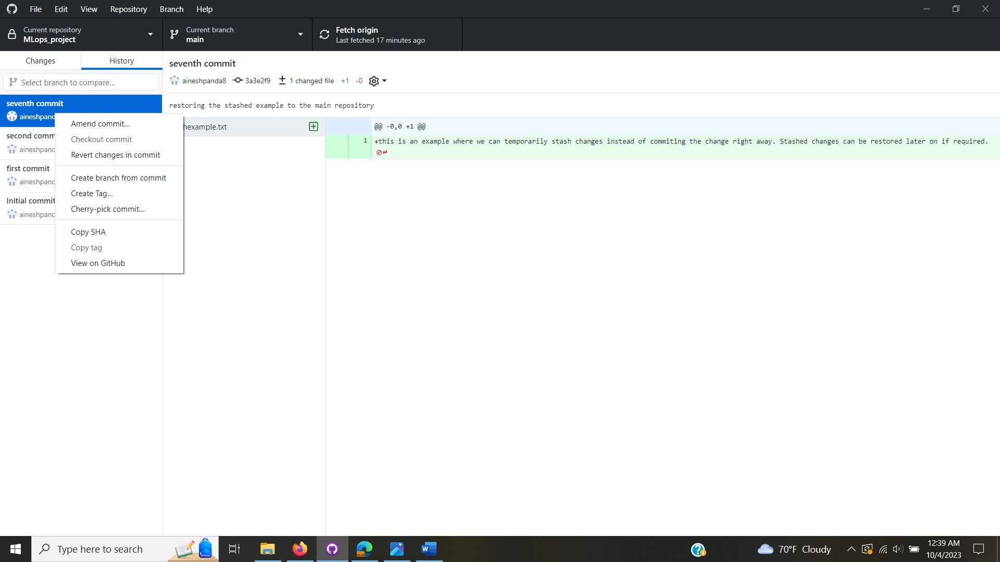 File Edit View Repository Branch Help
Current repository
MLops_project
Current branch
main
Fetch origin
Last fetched 17 minutes ago
Changes
History
Select branch to compare...
seventh commit
aineshpand
second comm
aineshpand
first commit
aineshpand
Initial commit
aineshpand
Amend commit...
Checkout commit
Revert changes in commit
Create branch from commit
Create Tag...
Cherry-pick commit...
Copy SHA
Copy tag
View on GitHub
seventh commit
aineshpanda8 3a3e2f9 1 changed file +1 -0
restoring the stashed example to the main repository
hexample.txt
@@ -0,0 +1 @@
1 +this is an example where we can temporarily stash changes instead of commiting the change right away. Stashed changes can be restored later on if required.
Type here to search
70°F Cloudy
12:39 AM
10/4/2023